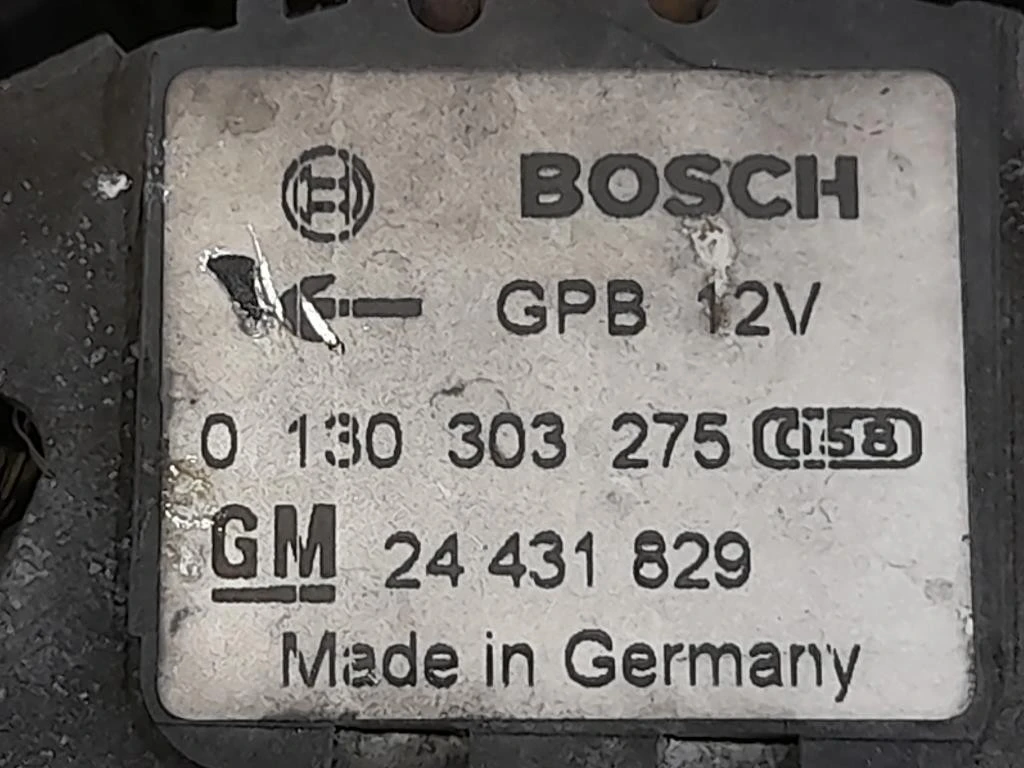 BOSCH
GPB 12V
0 130 303 275
GM 24 431 829
Made in Germany